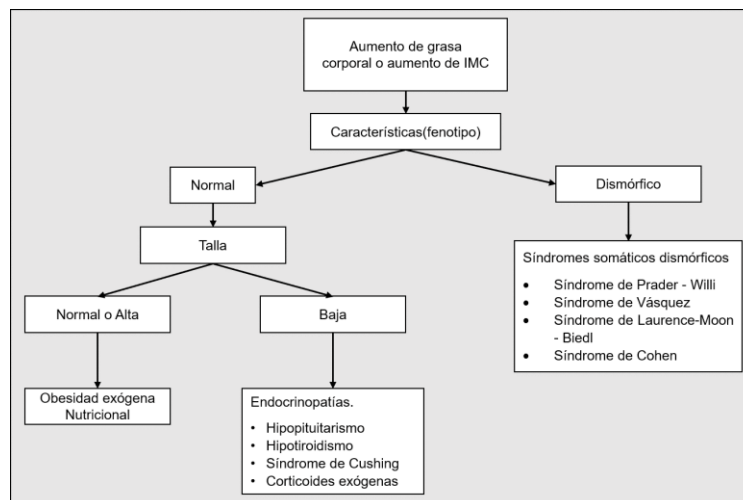 Aumento de grasa
corporal o aumento de IMC
Características(fenotipo)
Normal
Dismórfico
Talla
Síndromes somáticos dismórficos
● Síndrome de Prader - Willi
● Síndrome de Vásquez
● Síndrome de Laurence-Moon
- Biedl
● Síndrome de Cohen
Normal o Alta
Baja
Obesidad exógena
Nutricional
Endocrinopatías.
• Hipopituitarismo
• Hipotiroidismo
• Síndrome de Cushing
• Corticoides exógenas